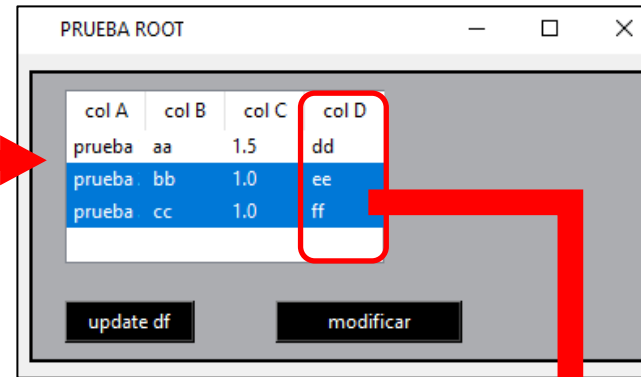 PRUEBA ROOT
col A col B col C col D
prueba aa 1.5 dd
prueba bb 1.0 ee
prueba cc 1.0 ff
update df modificar